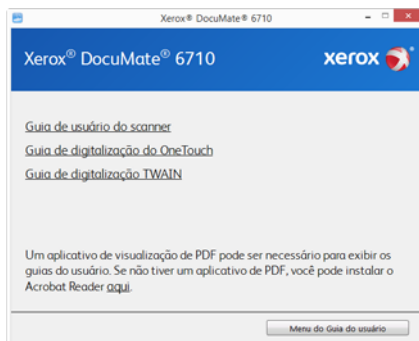 Xerox® DocuMate® 6710
Xerox® DocuMate® 6710
xerox
Guia de usuário do scanner
Guia de digitalização do OneTouch
Guia de digitalização TWAIN
Um aplicativo de visualização de PDF pode ser necessário para exibir os
guias do usuário. Se não tiver um aplicativo de PDF, você pode instalar o
Acrobat Reader aqui.
Menu do Guia do usuário